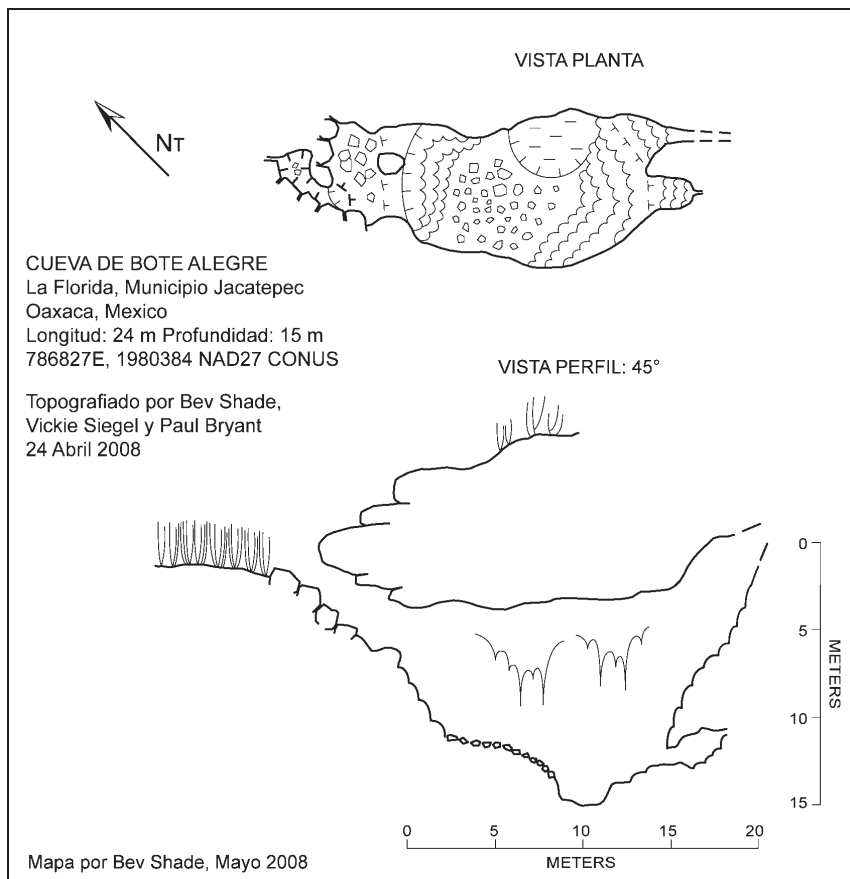 VISTA PLANTA
NT
CUEVA DE BOTE ALEGRE
La Florida, Municipio Jacatepec
Oaxaca, Mexico
Longitud: 24 m Profundidad: 15 m
786827E, 1980384 NAD27 CONUS
Topografiado por Bev Shade,
Vickie Siegel y Paul Bryant
24 Abril 2008
VISTA PERFIL: 45°
0
5
10
15
METERS
0 5 10 15 20
METERS
Mapa por Bev Shade, Mayo 2008